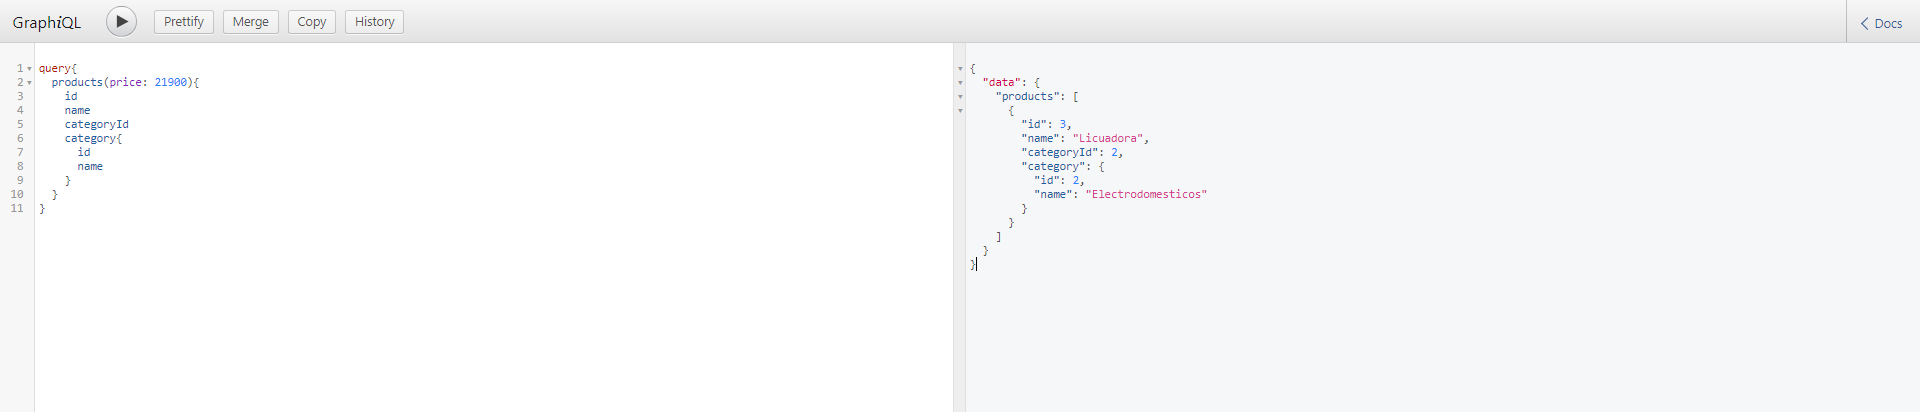 GraphiQL
Prettify
Merge
Copy
History
Docs
1 query{
2   products(price: 21900){
3     id
4     name
5     categoryId
6     category{
7       id
8       name
9     }
10   }
11 }
{
  "data": {
    "products": [
      {
        "id": 3,
        "name": "Licuadora",
        "categoryId": 2,
        "category": {
          "id": 2,
          "name": "Electrodomesticos"
        }
      }
    ]
  }
}